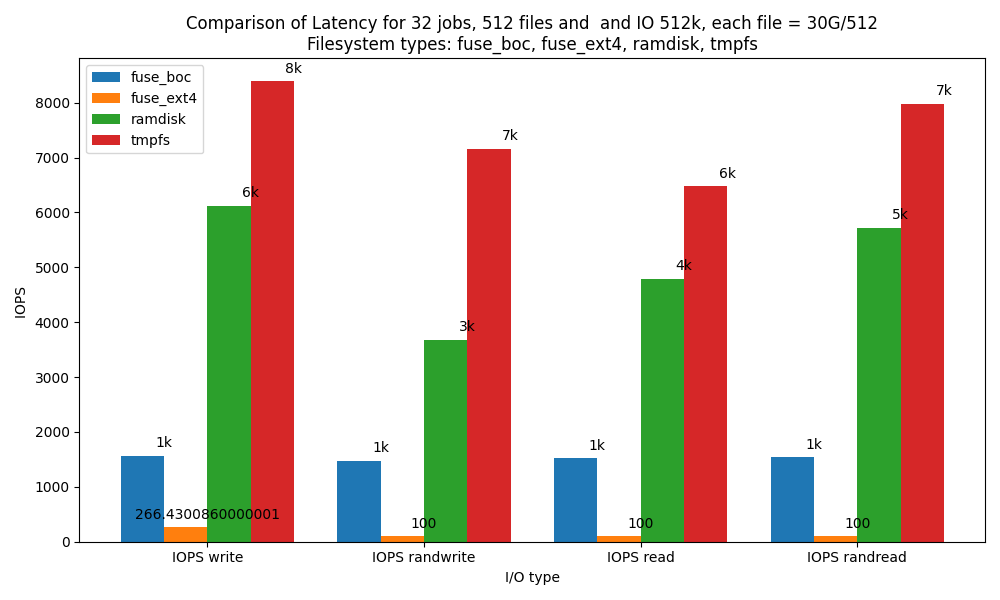 Comparison of Latency for 32 jobs, 512 files and  and IO 512k, each file = 30G/512
Filesystem types: fuse_boc, fuse_ext4, ramdisk, tmpfs
fuse_boc
fuse_ext4
ramdisk
tmpfs
8k
7k
7k
6k
6k
5k
4k
3k
1k
1k
1k
1k
266.4300860000001
100
100
100
8000
7000
6000
5000
4000
3000
2000
1000
0
IOPS
IOPS write
IOPS randwrite
IOPS read
IOPS randread
I/O type